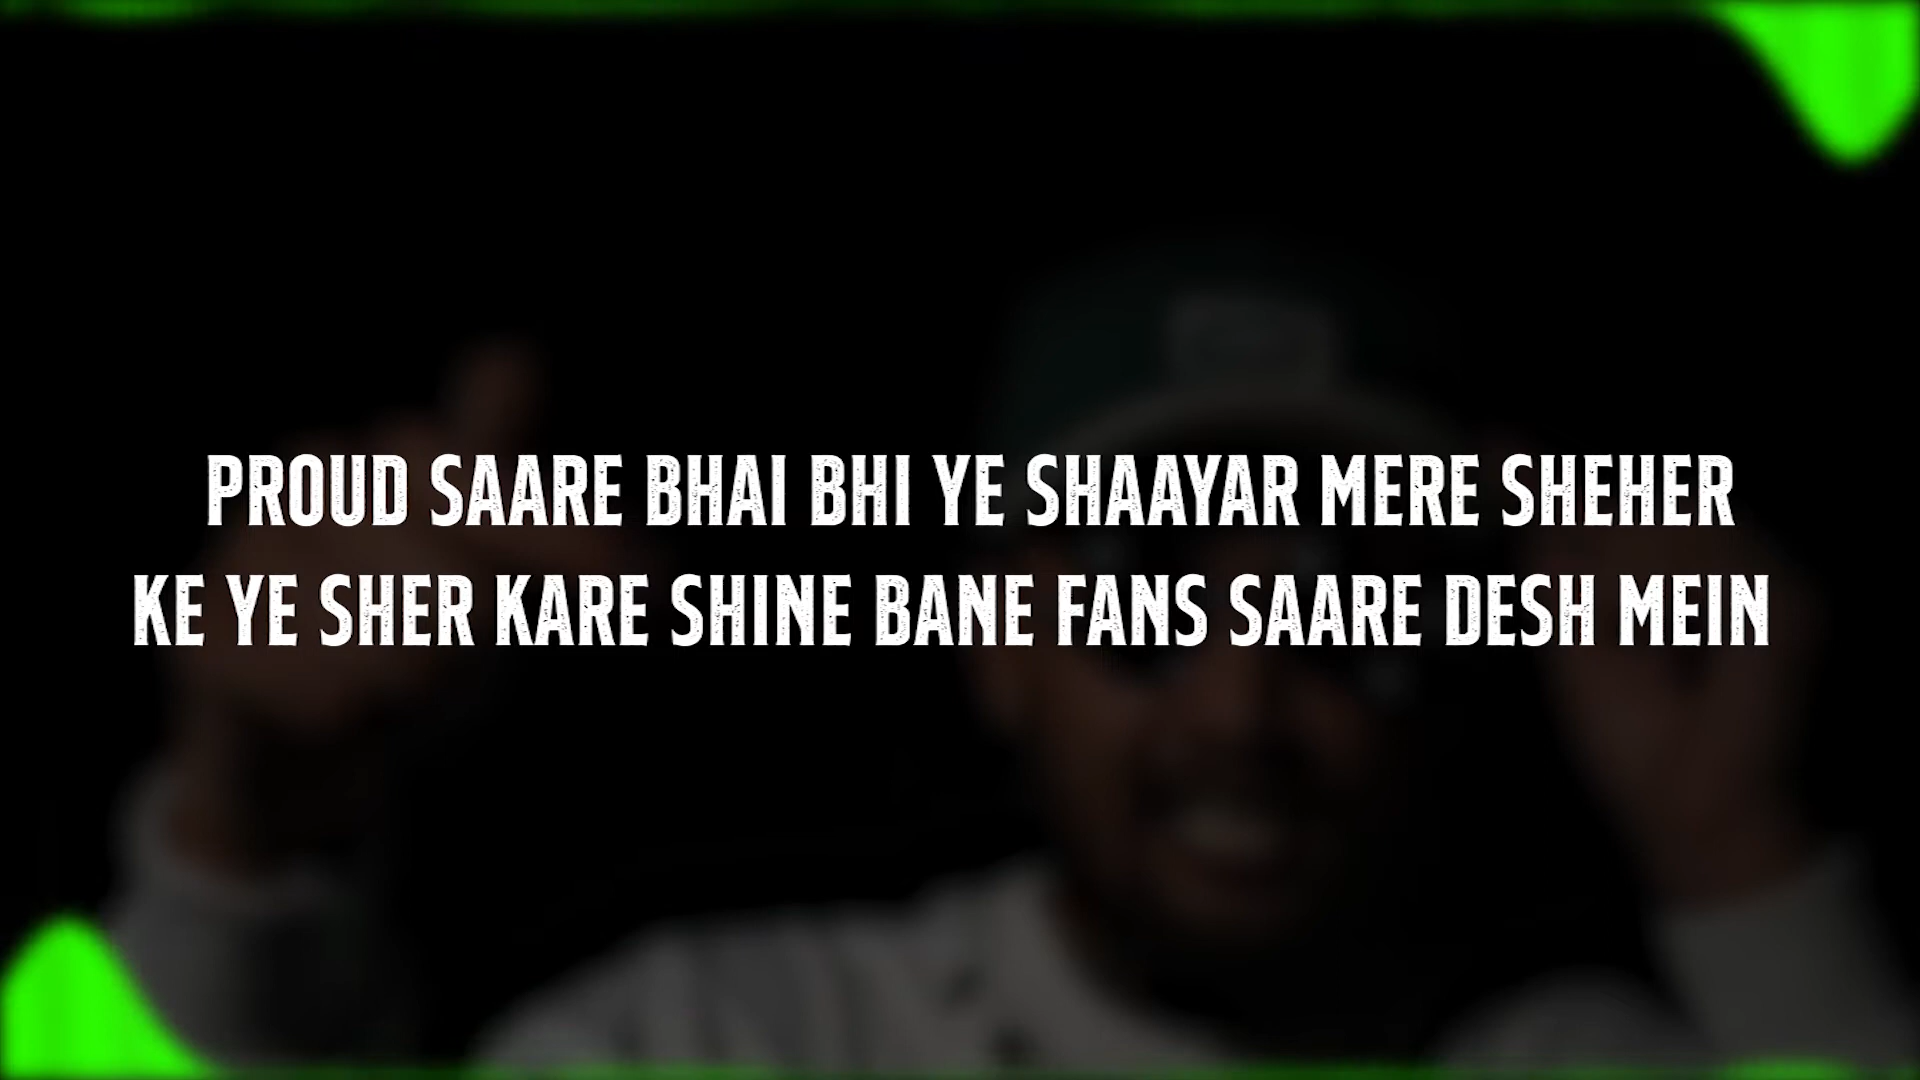 PROUD SAARE BHAI BHI YE SHAAYAR MERE SHEHER
KE YE SHER KARE SHINE BANE FANS SAARE DESH MEIN